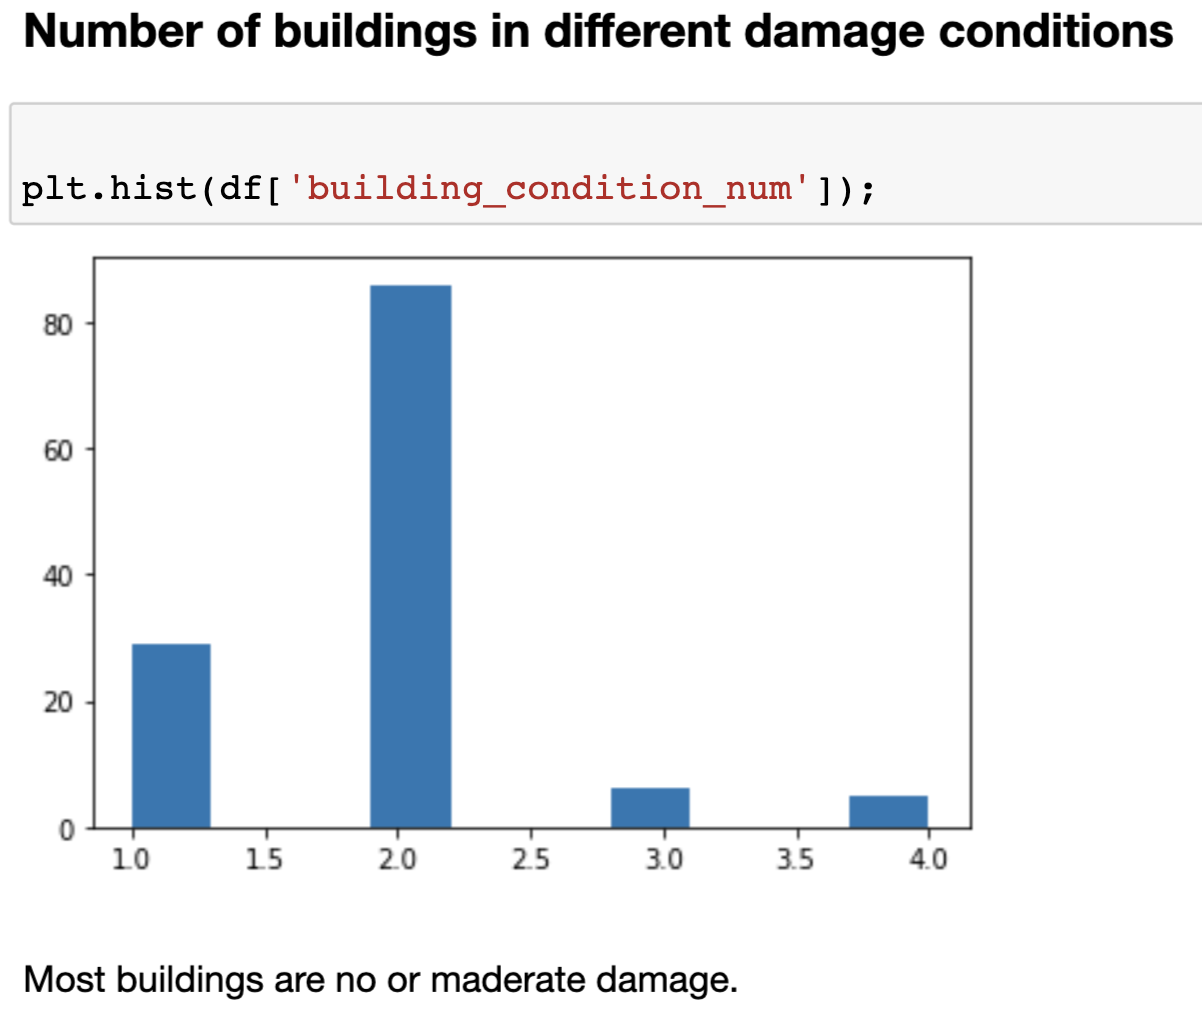 Number of buildings in different damage conditions
plt.hist(df['building_condition_num']);
80
60
40
20
0
1.0 1.5 2.0 2.5 3.0 3.5 4.0
Most buildings are no or maderate damage.